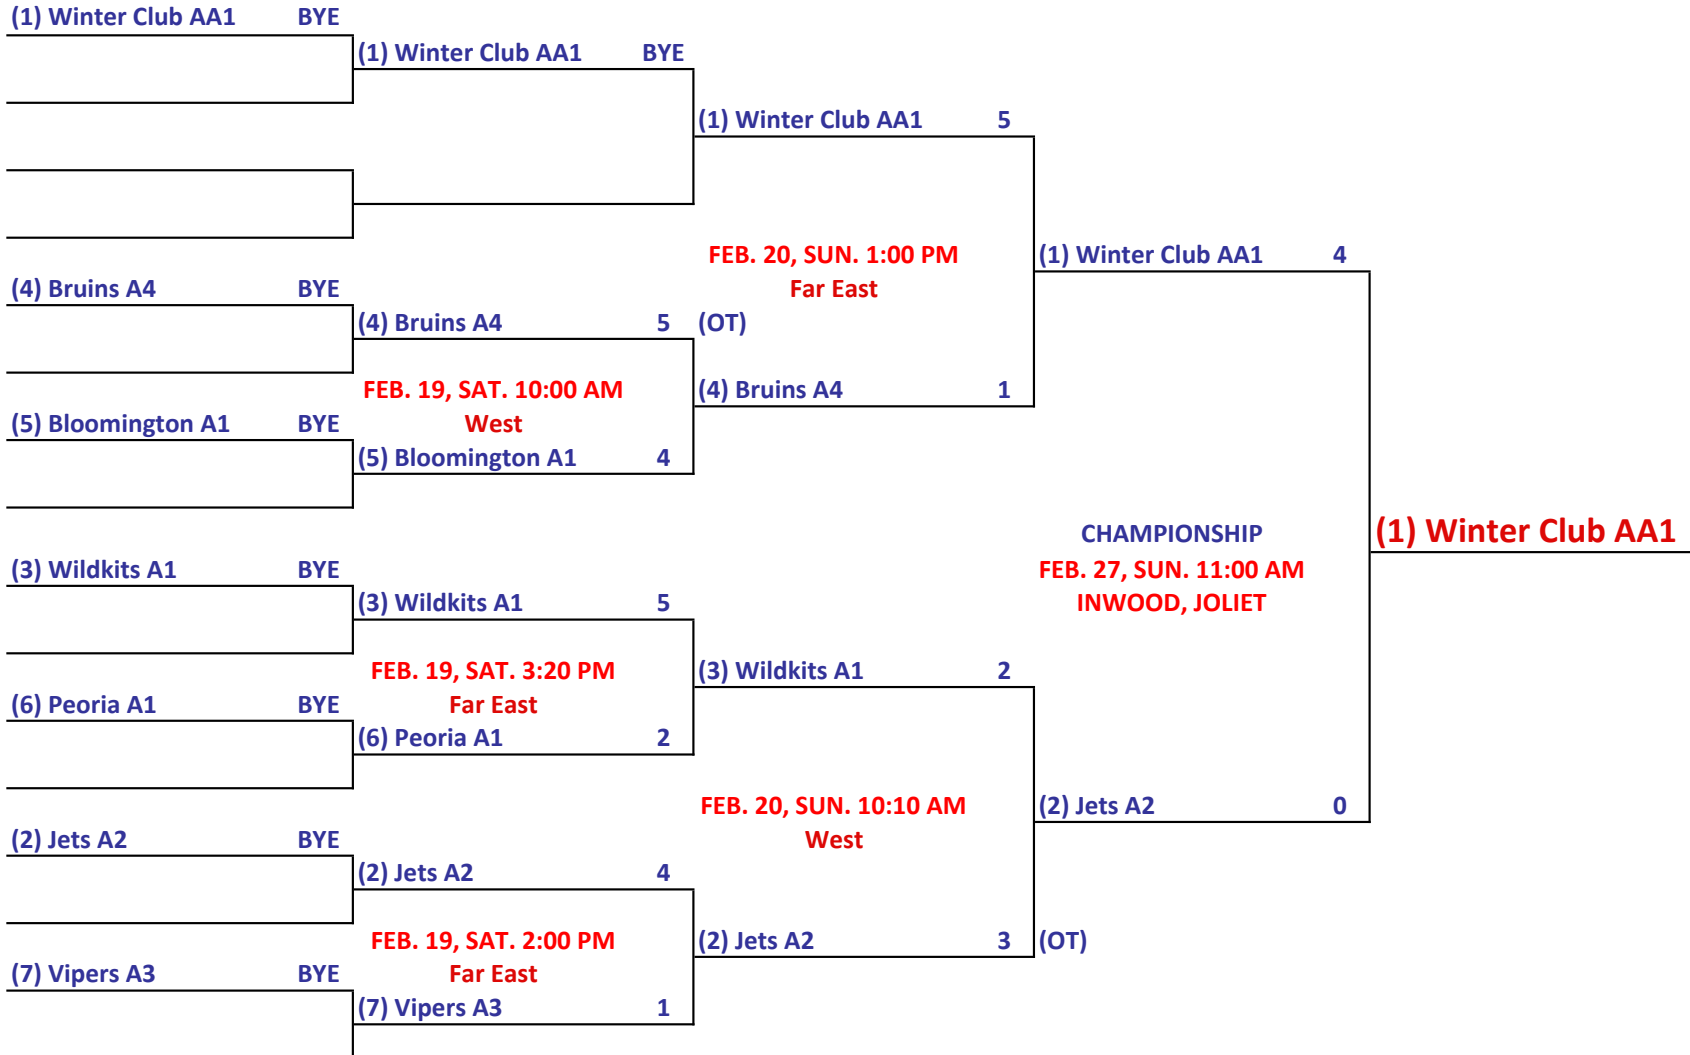 (1) Winter Club AA1 BYE
(1) Winter Club AA1 BYE
(1) Winter Club AA1 5
FEB. 20, SUN. 1:00 PM
Far East
(1) Winter Club AA1 4
(4) Bruins A4 BYE
(4) Bruins A4 5 (OT)
FEB. 19, SAT. 10:00 AM
West
(4) Bruins A4 1
(5) Bloomington A1 BYE
(5) Bloomington A1 4
CHAMPIONSHIP
FEB. 27, SUN. 11:00 AM
INWOOD, JOLIET
(1) Winter Club AA1
(3) Wildkits A1 BYE
(3) Wildkits A1 5
FEB. 19, SAT. 3:20 PM
Far East
(3) Wildkits A1 2
(6) Peoria A1 BYE
(6) Peoria A1 2
FEB. 20, SUN. 10:10 AM
West
(2) Jets A2 0
(2) Jets A2 BYE
(2) Jets A2 4
FEB. 19, SAT. 2:00 PM
Far East
(2) Jets A2 3 (OT)
(7) Vipers A3 BYE
(7) Vipers A3 1